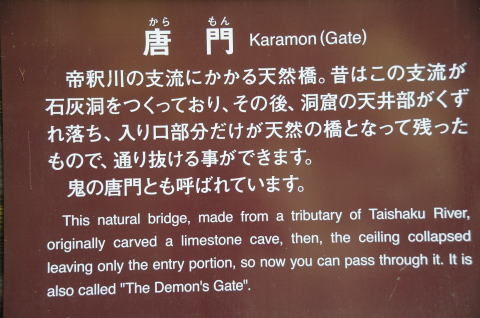 から もん
唐門 Karamon (Gate)
帝釈川の支流にかかる天然橋。昔はこの支流が
石灰洞をつくっており、その後、洞窟の天井部がくず
れ落ち、入り口部分だけが天然の橋となって残った
もので、通り抜ける事ができます。
鬼の唐門とも呼ばれています。
This natural bridge, made from a tributary of Taishaku River,
originally carved a limestone cave, then, the ceiling collapsed
leaving only the entry portion, so now you can pass through it. It is
also called "The Demon's Gate".